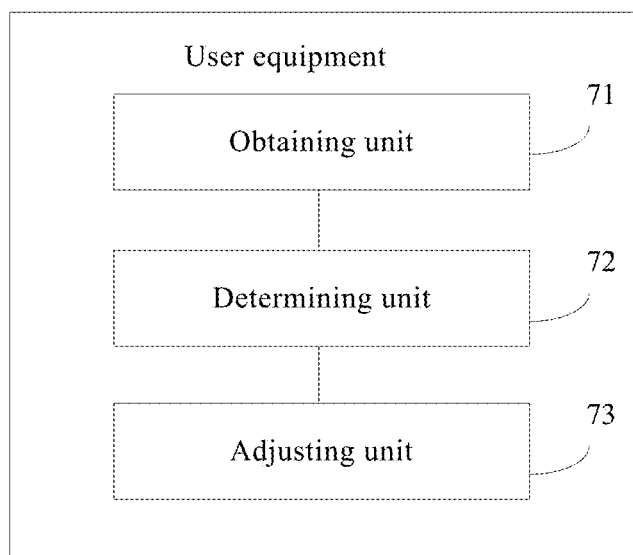 User equipment
71
Obtaining unit
72
Determining unit
73
Adjusting unit